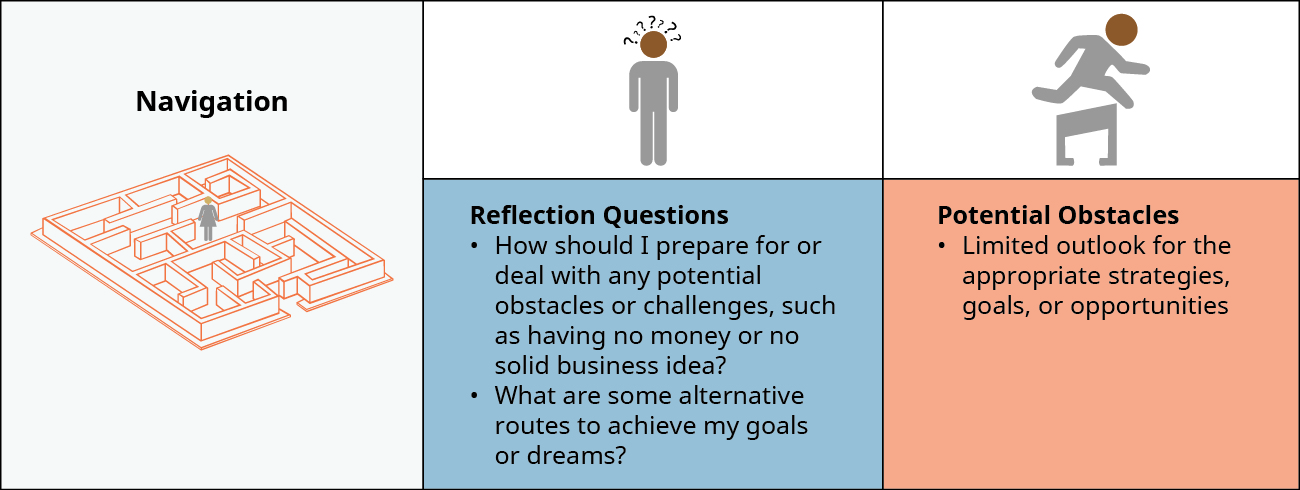 Navigation
? ? ? ? ? ? ?
Reflection Questions
• How should I prepare for or
deal with any potential
obstacles or challenges, such
as having no money or no
solid business idea?
• What are some alternative
routes to achieve my goals
or dreams?
Potential Obstacles
• Limited outlook for the
appropriate strategies,
goals, or opportunities